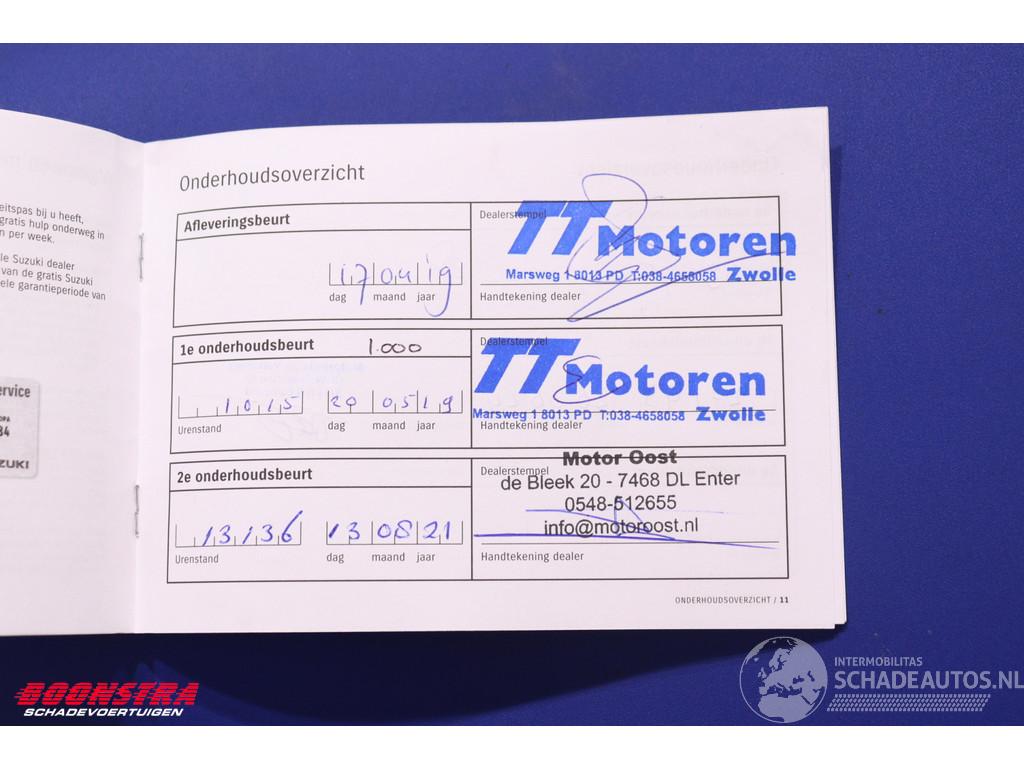 eitspas bij u heeft,
gratis hulp onderweg in
n per week.
le Suzuki dealer
van de gratis Suzuki
ele garantieperiode van
ervice
OPA
34
ZUKI
Onderhoudsoverzicht
Afleveringsbeurt
17 04 19
dag maand jaar
Dealerstempel
TT Motoren
Marsweg 1 8013 PD T:038-4658058 Zwolle
Handtekening dealer
1e onderhoudsbeurt 1.000
1015 20 05 19
Urenstand dag maand jaar
Dealerstempel
TT Motoren
Marsweg 1 8013 PD T:038-4658058 Zwolle
Handtekening dealer
2e onderhoudsbeurt
13136 13 08 21
Urenstand dag maand jaar
Dealerstempel
Motor Oost
de Bleek 20 - 7468 DL Enter
0548-512655
info@motoroost.nl
Handtekening dealer
ONDERHOUDSOVERZICHT / 11
BOONSTRA
SCHADEVOERTUIGEN
INTERMOBILITAS
SCHADEAUTOS.NL